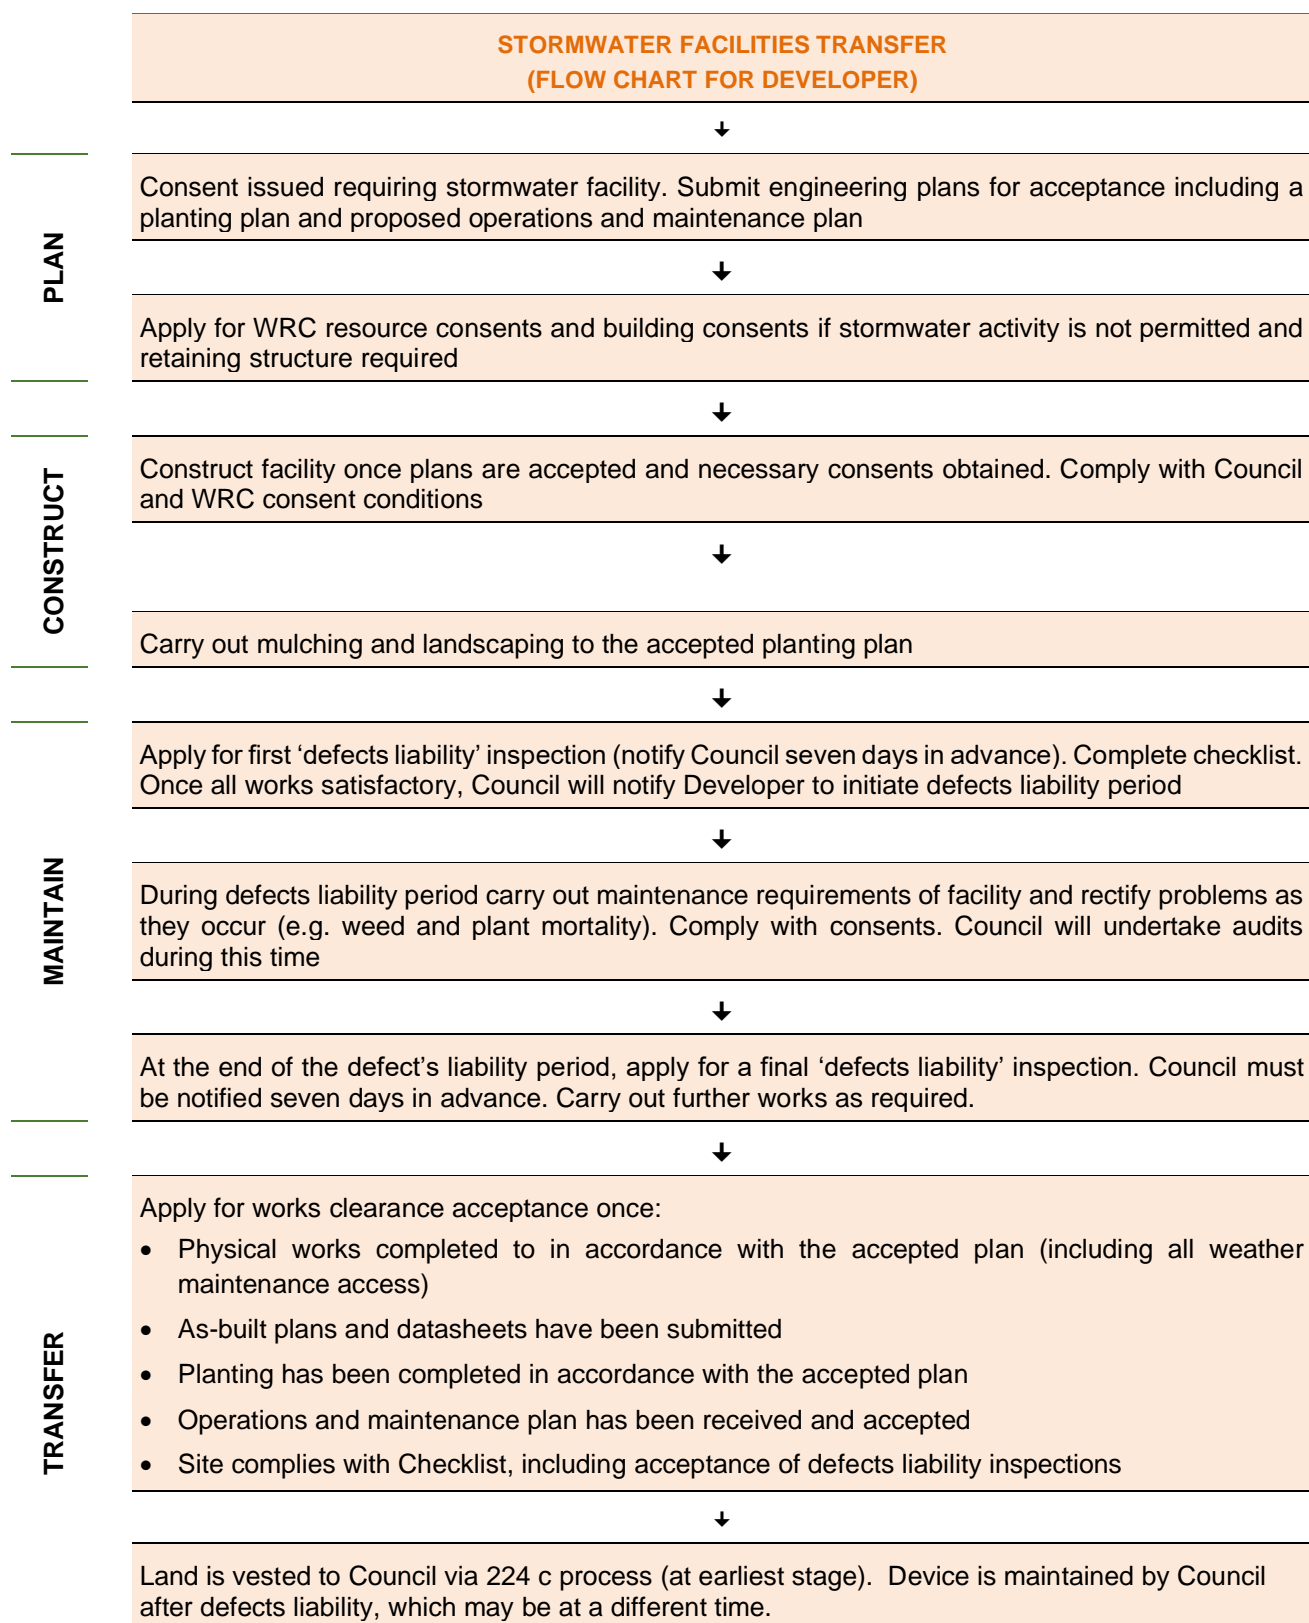 STORMWATER FACILITIES TRANSFER
(FLOW CHART FOR DEVELOPER)
PLAN
Consent issued requiring stormwater facility. Submit engineering plans for acceptance including a
planting plan and proposed operations and maintenance plan
Apply for WRC resource consents and building consents if stormwater activity is not permitted and
retaining structure required
CONSTRUCT
Construct facility once plans are accepted and necessary consents obtained. Comply with Council
and WRC consent conditions
Carry out mulching and landscaping to the accepted planting plan
MAINTAIN
Apply for first ‘defects liability’ inspection (notify Council seven days in advance). Complete checklist.
Once all works satisfactory, Council will notify Developer to initiate defects liability period
During defects liability period carry out maintenance requirements of facility and rectify problems as
they occur (e.g. weed and plant mortality). Comply with consents. Council will undertake audits
during this time
At the end of the defect’s liability period, apply for a final ‘defects liability’ inspection. Council must
be notified seven days in advance. Carry out further works as required.
TRANSFER
Apply for works clearance acceptance once:
• Physical works completed to in accordance with the accepted plan (including all weather
maintenance access)
• As-built plans and datasheets have been submitted
• Planting has been completed in accordance with the accepted plan
• Operations and maintenance plan has been received and accepted
• Site complies with Checklist, including acceptance of defects liability inspections
Land is vested to Council via 224 c process (at earliest stage). Device is maintained by Council
after defects liability, which may be at a different time.